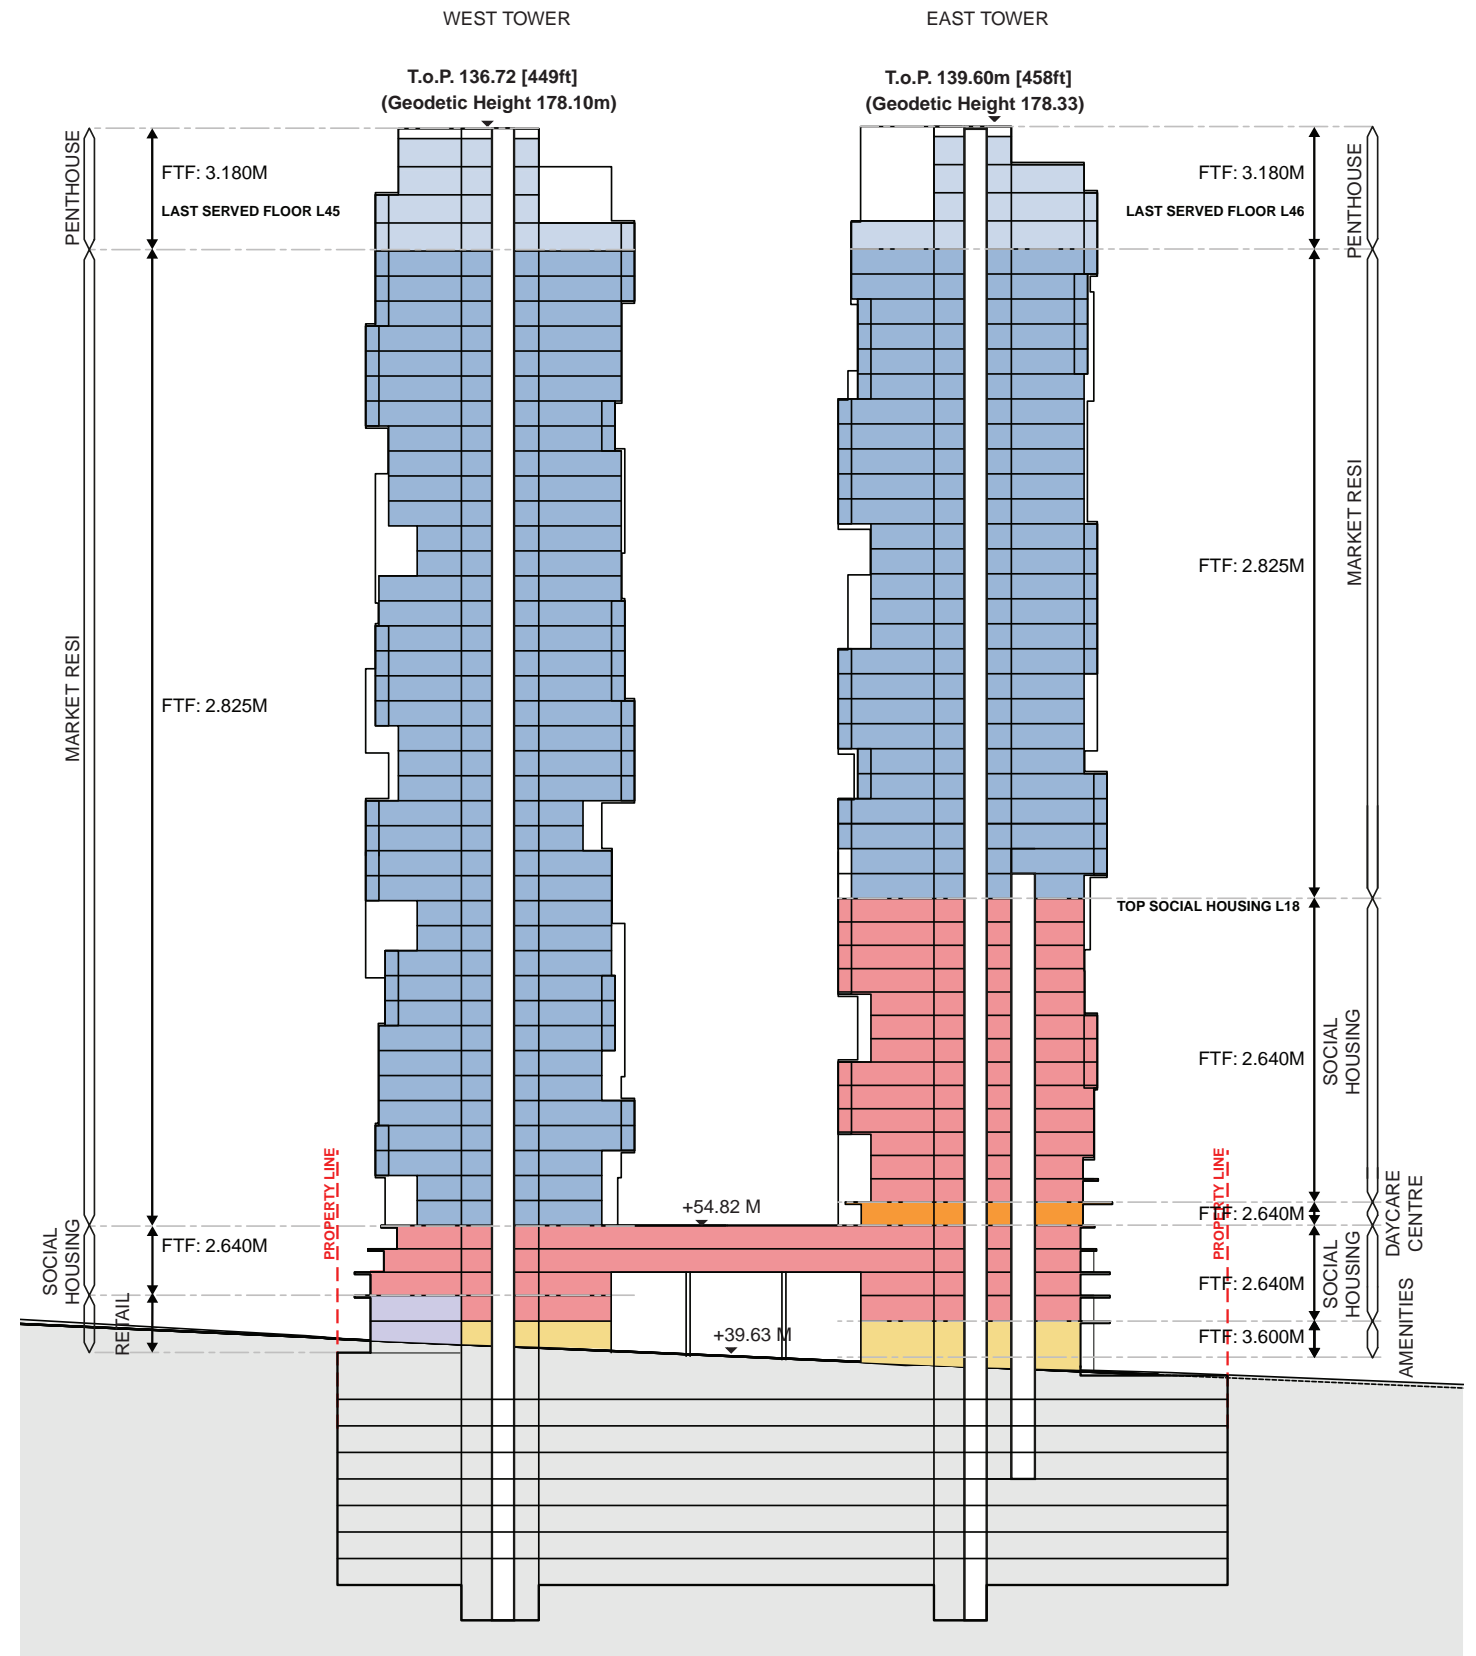 WEST TOWER
EAST TOWER
T.o.P. 136.72 [449ft]
(Geodetic Height 178.10m)
T.o.P. 139.60m [458ft]
(Geodetic Height 178.33)
PENTHOUSE
FTF: 3.180M
LAST SERVED FLOOR L45
FTF: 3.180M
LAST SERVED FLOOR L46
PENTHOUSE
MARKET RESI
FTF: 2.825M
FTF: 2.825M
MARKET RESI
TOP SOCIAL HOUSING L18
FTF: 2.640M
SOCIAL
HOUSING
PROPERTY LINE
+54.82 M
PROPERTY LINE
FTF: 2.640M
DAYCARE
CENTRE
SOCIAL
HOUSING
FTF: 2.640M
FTF: 2.640M
SOCIAL
HOUSING
RETAIL
+39.63 M
FTF: 3.600M
AMENITIES